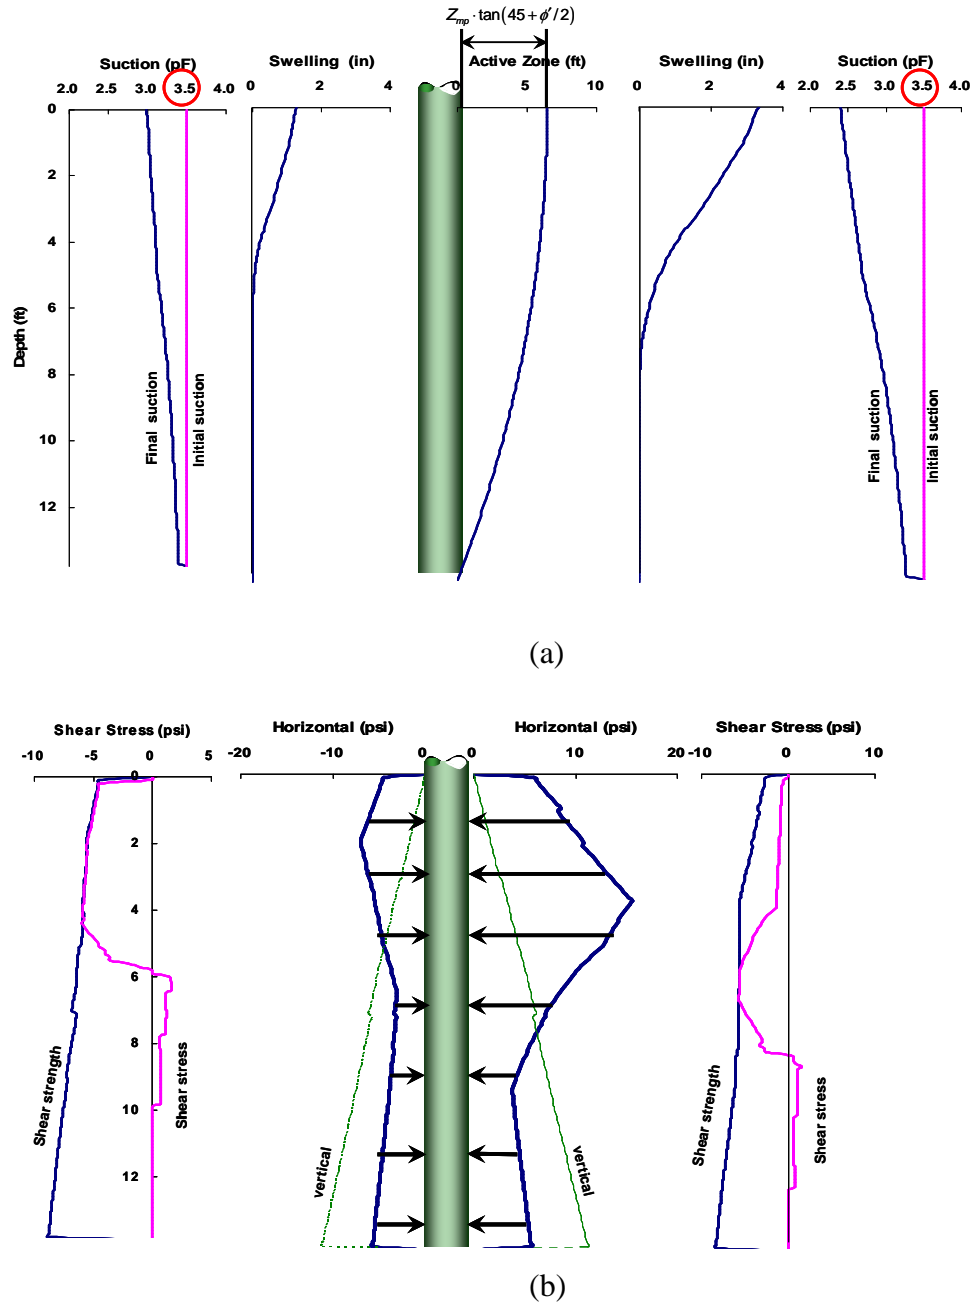 Z_mp · tan(45 + ϕ′/2)
Suction (pF)
Swelling (in)
Active Zone (ft)
Swelling (in)
Suction (pF)
2.0 2.5 3.0 3.5 4.0
0 2 4
0 5 10
0 2 4
2.0 2.5 3.0 3.5 4.0
0
2
4
6
8
10
12
Depth (ft)
Final suction
Initial suction
Final suction
Initial suction
(a)
Shear Stress (psi)
Horizontal (psi)
Horizontal (psi)
Shear Stress (psi)
-10 -5 0 5
-20 -10 0
0 10 20
-10 0 10
0
2
4
6
8
10
12
Shear strength
Shear stress
vertical
vertical
Shear strength
Shear stress
(b)